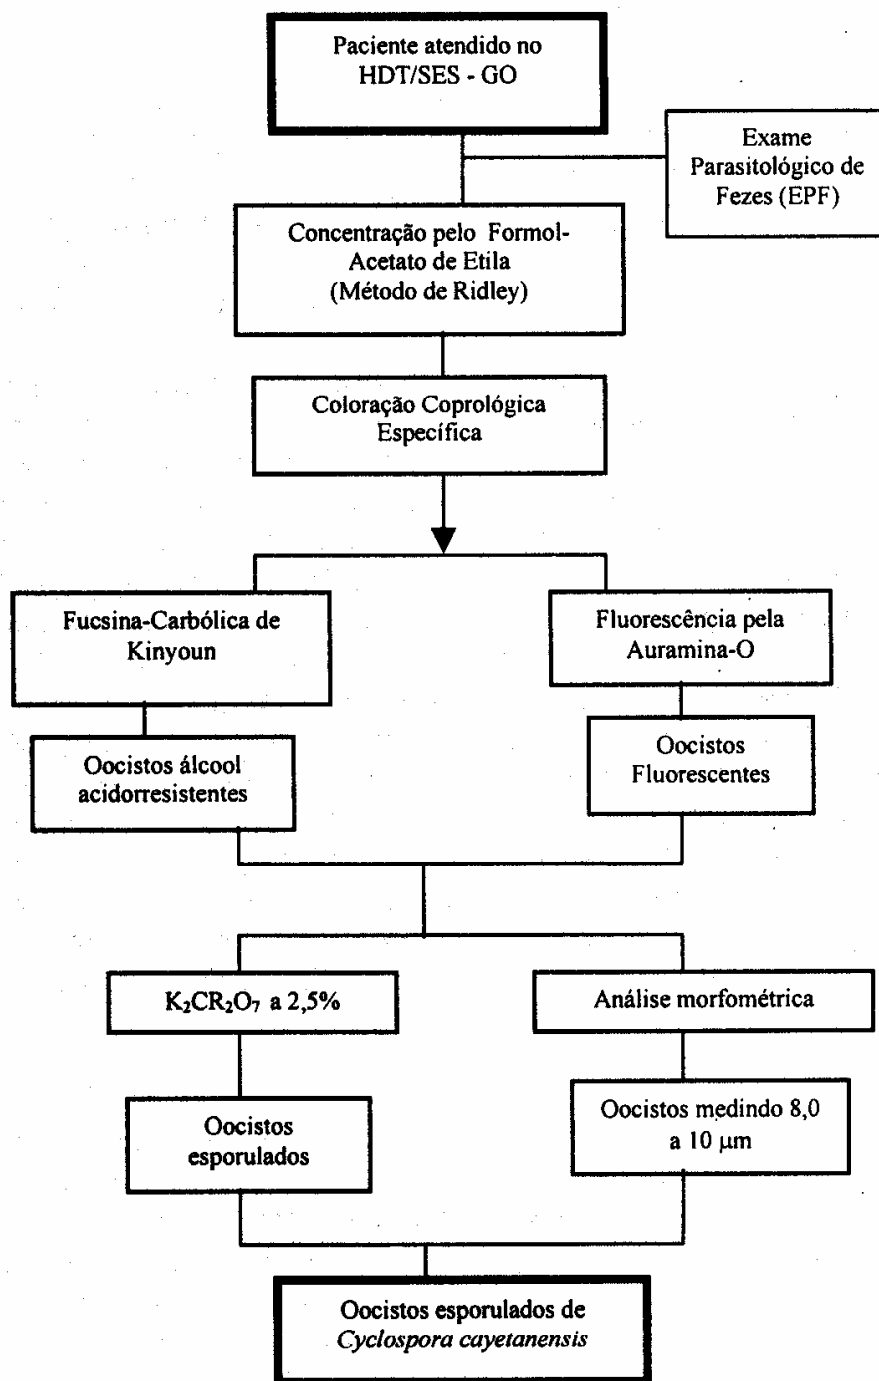 Paciente atendido no
HDT/SES - GO
Exame
Parasitológico de
Fezes (EPF)
Concentração pelo Formol-
Acetato de Etila
(Método de Ridley)
Coloração Coprológica
Específica
Fucsina-Carbólica de
Kinyoun
Fluorescência pela
Auramina-O
Oocistos álcool
acidorresistentes
Oocistos
Fluorescentes
K₂CR₂O₇ a 2,5%
Análise morfométrica
Oocistos
esporulados
Oocistos medindo 8,0
a 10 µm
Oocistos esporulados de
Cyclospora cayetanensis